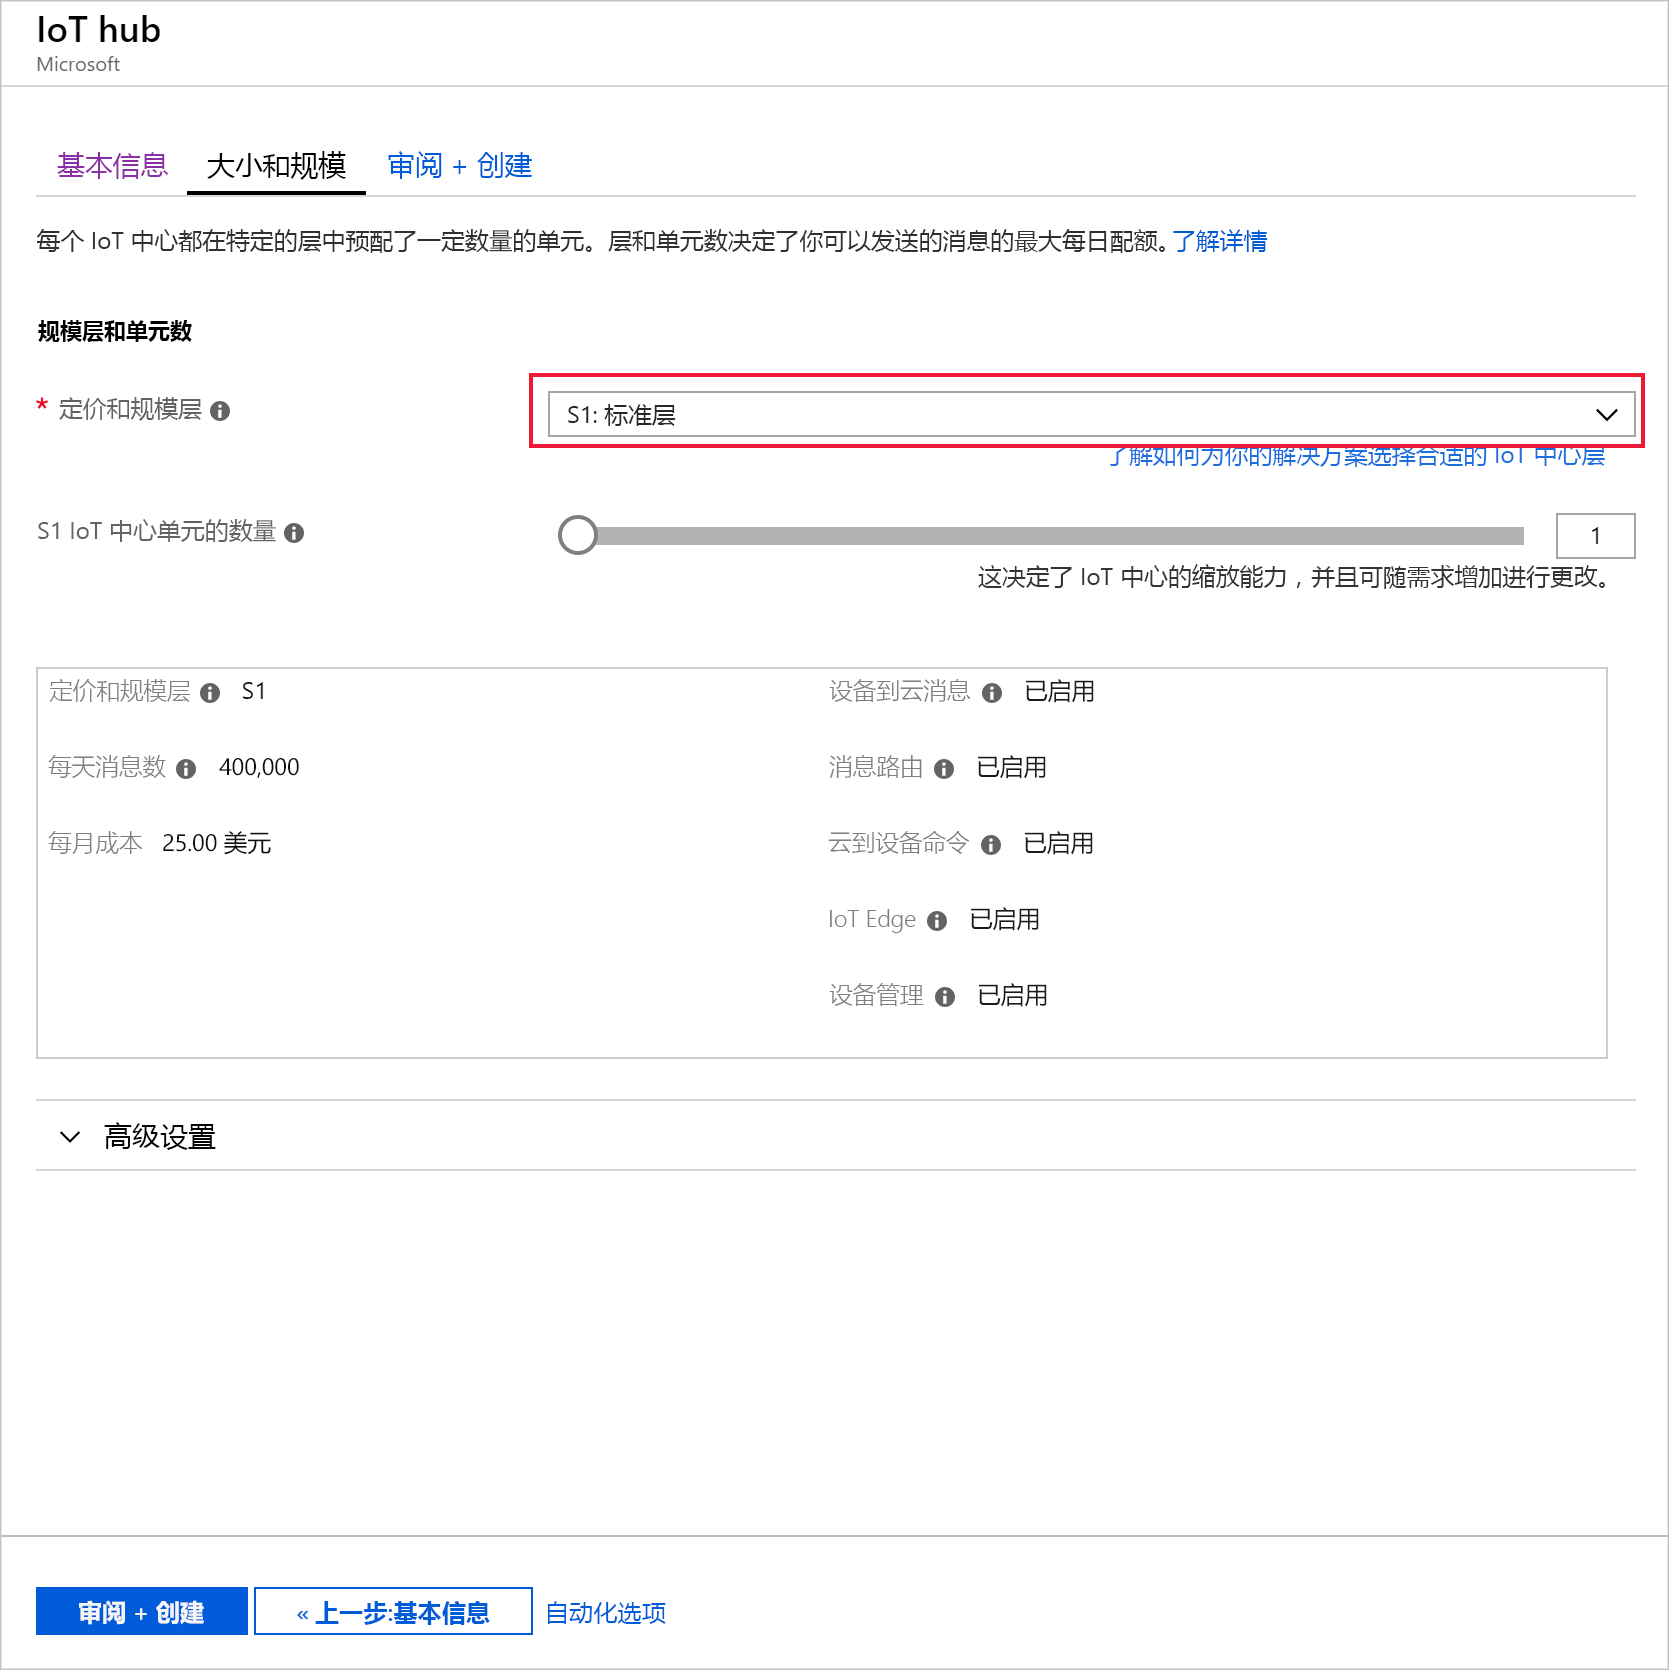 IoT hub
Microsoft
基本信息 大小和规模 审阅 + 创建
每个 IoT 中心都在特定的层中预配了一定数量的单元。层和单元数决定了你可以发送的消息的最大每日配额。了解详情
规模层和单元数
* 定价和规模层 S1: 标准层
了解如何为你的解决方案选择合适的 IoT 中心层
S1 IoT 中心单元的数量 1
这决定了 IoT 中心的缩放能力，并且可随需求增加进行更改。
定价和规模层 S1 设备到云消息 已启用
每天消息数 400,000 消息路由 已启用
每月成本 25.00 美元 云到设备命令 已启用
IoT Edge 已启用
设备管理 已启用
高级设置
审阅 + 创建 « 上一步:基本信息 自动化选项